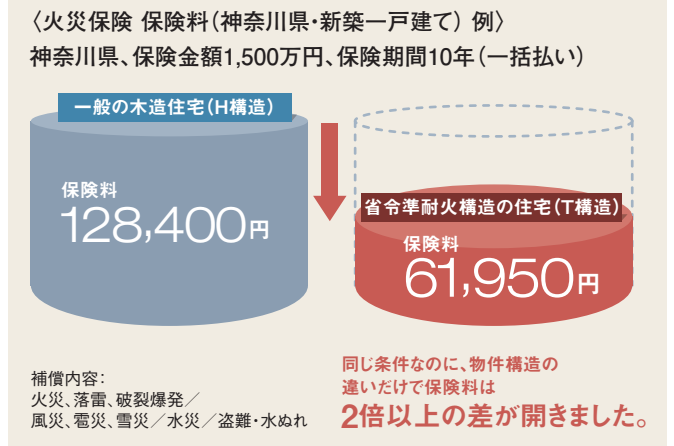 〈火災保険 保険料（神奈川県・新築一戸建て） 例〉
神奈川県、保険金額1,500万円、保険期間10年（一括払い）
一般の木造住宅（H構造）
保険料
128,400円
省令準耐火構造の住宅（T構造）
保険料
61,950円
補償内容：
火災、落雷、破裂爆発／
風災、雹災、雪災／水災／盗難・水ぬれ
同じ条件なのに、物件構造の
違いだけで保険料は
2倍以上の差が開きました。